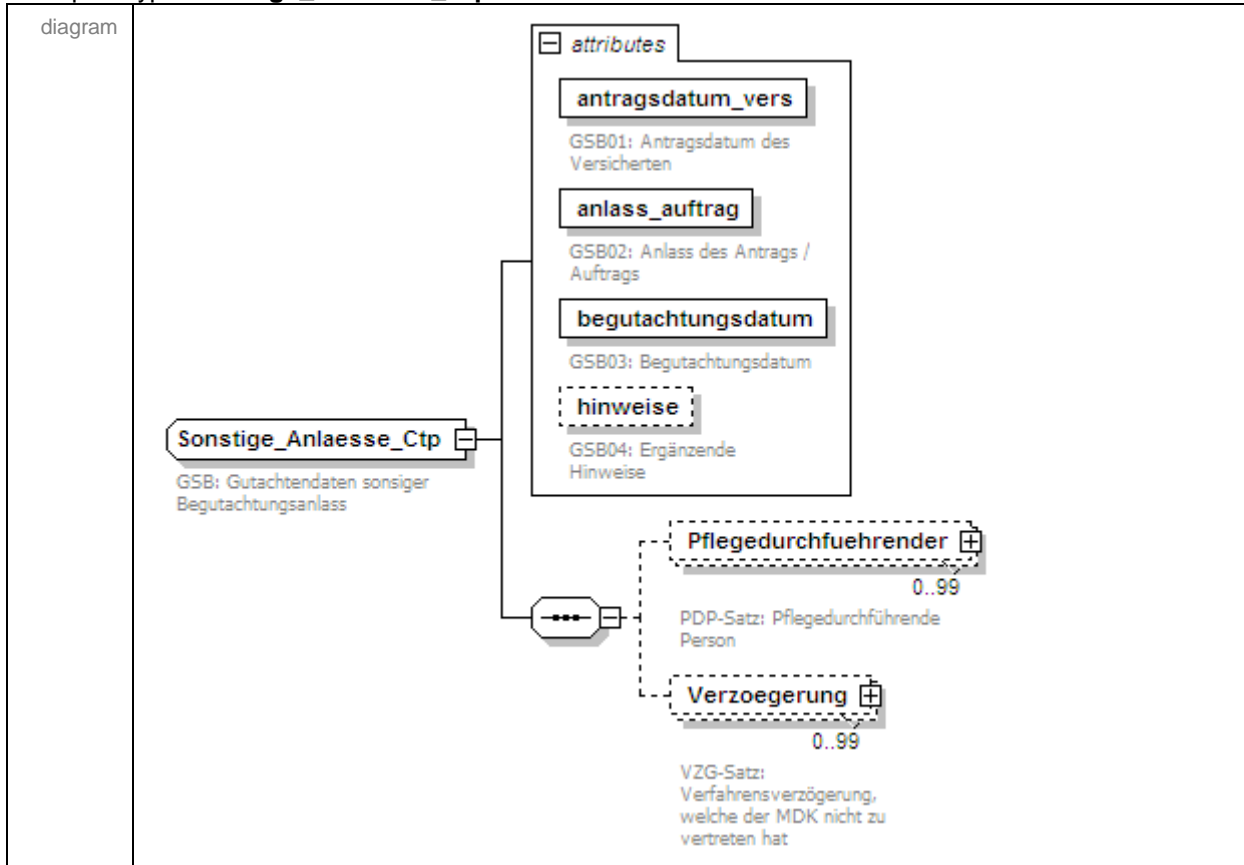 diagram
attributes
antragsdatum_vers
GSB01: Antragsdatum des
Versicherten
anlass_auftrag
GSB02: Anlass des Antrags /
Auftrags
begutachtungsdatum
GSB03: Begutachtungsdatum
hinweise
GSB04: Ergänzende
Hinweise
Sonstige_Anlaesse_Ctp
GSB: Gutachtendaten sonsiger
Begutachtungsanlass
Pflegedurchfuehrender
0..99
PDP-Satz: Pflegedurchführende
Person
Verzoegerung
0..99
VZG-Satz:
Verfahrensverzögerung,
welche der MDK nicht zu
vertreten hat